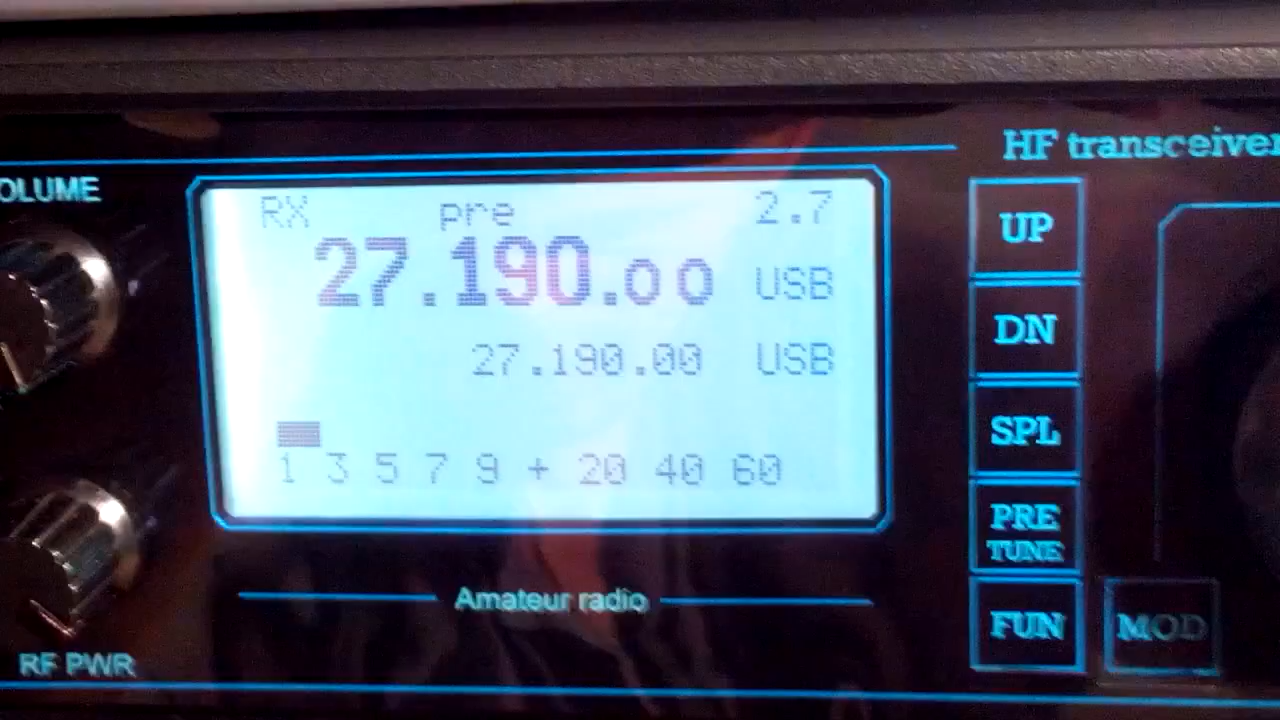 HF transceiver
OLUME
RX pre 2.7
27.190.00 USB
27.190.00 USB
1 3 5 7 9 + 20 40 60
UP
DN
SPL
PRE
TUNE
FUN
MOD
Amateur radio
RF PWR